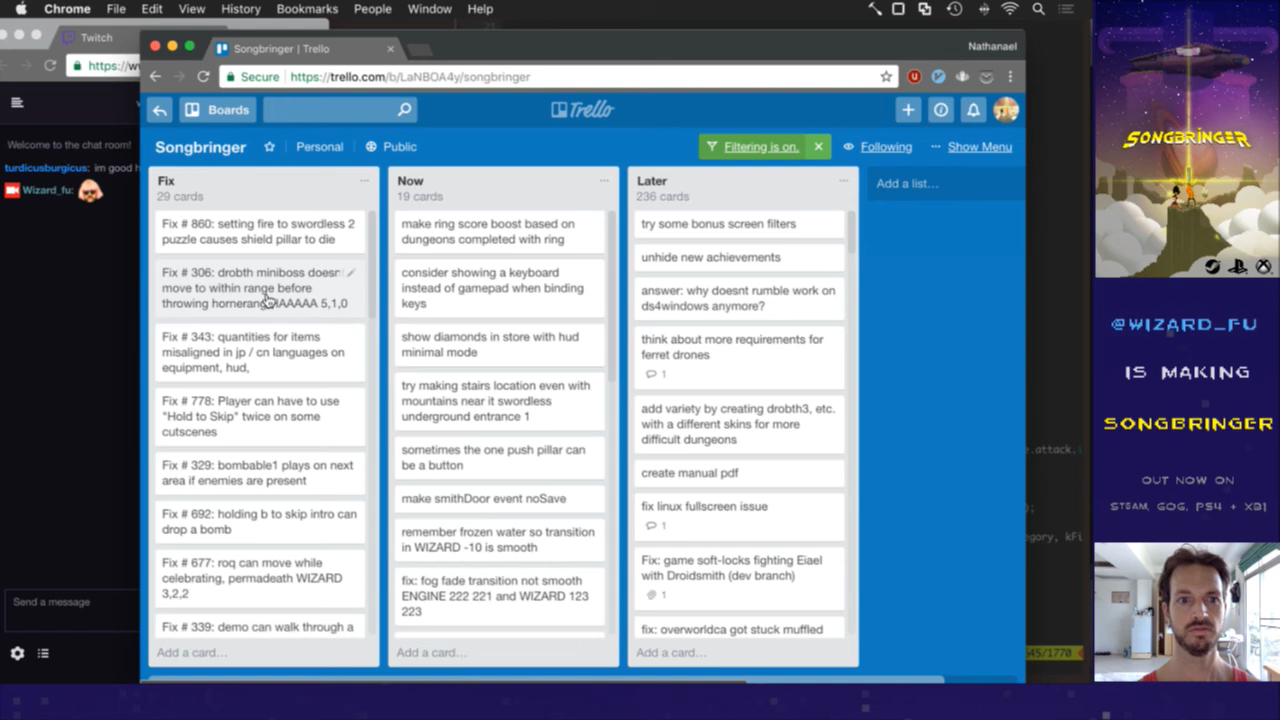 Chrome File Edit View History Bookmarks People Window Help
Twitch
Songbringer | Trello
Nathanael
https://w
Secure https://trello.com/b/LaNBOA4y/songbringer
Boards
Trello
Songbringer Personal Public
Filtering is on.
Following
Show Menu
Welcome to the chat room!
turdicusburgicus: im good h
Wizard_fu:
Send a message
Fix
29 cards
Fix # 860: setting fire to swordless 2
puzzle causes shield pillar to die
Fix # 306: drobth miniboss doesn
move to within range before
throwing hornerang AAAAA 5,1,0
Fix # 343: quantities for items
misaligned in jp / cn languages on
equipment, hud,
Fix # 778: Player can have to use
"Hold to Skip" twice on some
cutscenes
Fix # 329: bombable1 plays on next
area if enemies are present
Fix # 692: holding b to skip intro can
drop a bomb
Fix # 677: roq can move while
celebrating, permadeath WIZARD
3,2,2
Fix # 339: demo can walk through a
Add a card...
Now
19 cards
make ring score boost based on
dungeons completed with ring
consider showing a keyboard
instead of gamepad when binding
keys
show diamonds in store with hud
minimal mode
try making stairs location even with
mountains near it swordless
underground entrance 1
sometimes the one push pillar can
be a button
make smithDoor event noSave
remember frozen water so transition
in WIZARD -10 is smooth
fix: fog fade transition not smooth
ENGINE 222 221 and WIZARD 123
223
Add a card...
Later
236 cards
try some bonus screen filters
unhide new achievements
answer: why doesnt rumble work on
ds4windows anymore?
think about more requirements for
ferret drones
1
add variety by creating drobth3, etc.
with a different skins for more
difficult dungeons
create manual pdf
fix linux fullscreen issue
1
Fix: game soft-locks fighting Eiael
with Droidsmith (dev branch)
1
fix: overworldca got stuck muffled
Add a card...
Add a list...
e.attack.i
);
egory, kFi
545/1770
SONGBRINGER
@WIZARD_FU
IS MAKING
SONGBRINGER
OUT NOW ON
STEAM, GOG, PS4 + XB1